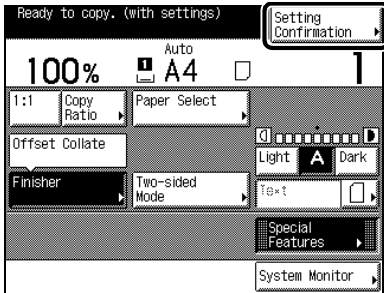 Ready to copy. (with settings)
Setting
Confirmation
100%
1
Auto
A4
1
1:1
Copy
Ratio
Paper Select
Offset Collate
Light
A
Dark
Finisher
Two-sided
Mode
Text
Special
Features
System Monitor